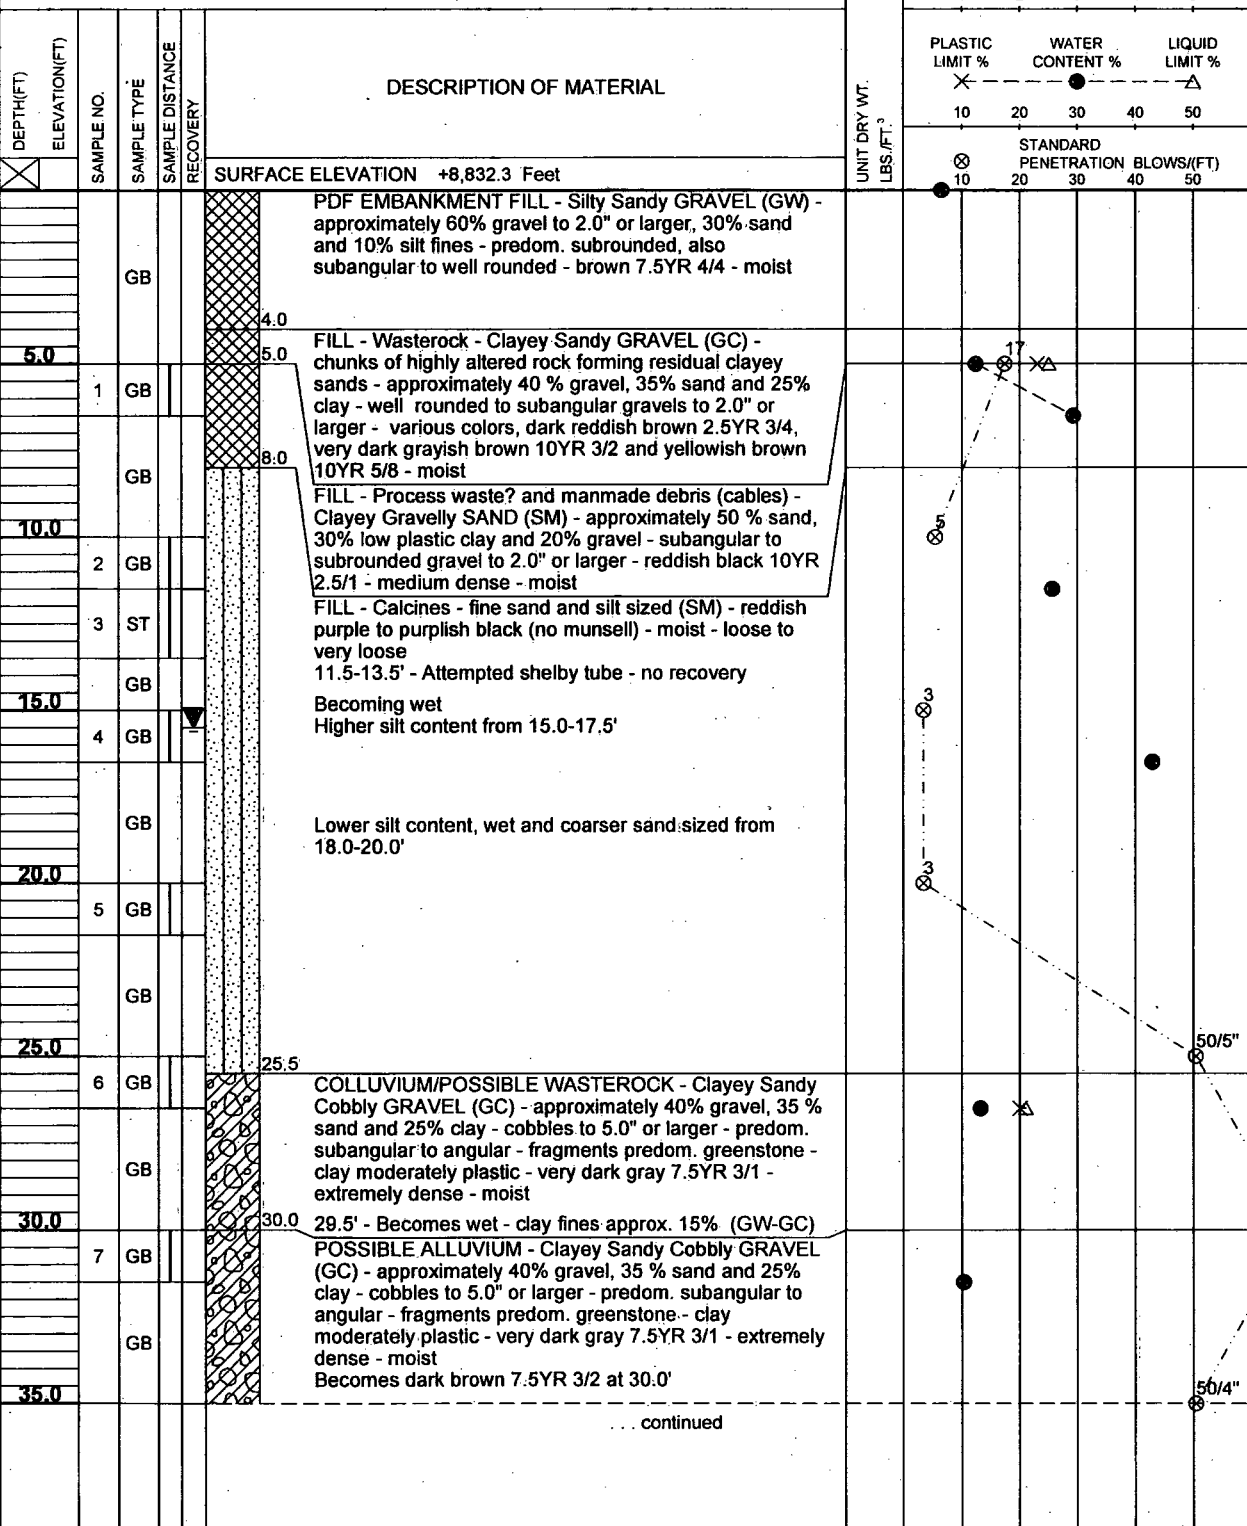 DEPTH(FT)
ELEVATION(FT)
SAMPLE NO.
SAMPLE TYPE
SAMPLE DISTANCE
RECOVERY
DESCRIPTION OF MATERIAL
SURFACE ELEVATION +8,832.3 Feet
UNIT DRY WT.
LBS./FT.³
PLASTIC WATER LIQUID
LIMIT % CONTENT % LIMIT %
10 20 30 40 50
STANDARD
PENETRATION BLOWS/(FT)
10 20 30 40 50
PDF EMBANKMENT FILL - Silty Sandy GRAVEL (GW) -
approximately 60% gravel to 2.0" or larger, 30% sand
and 10% silt fines - predom. subrounded, also
subangular to well rounded - brown 7.5YR 4/4 - moist
GB
4.0
FILL - Wasterock - Clayey Sandy GRAVEL (GC) -
chunks of highly altered rock forming residual clayey
sands - approximately 40 % gravel, 35% sand and 25%
clay - well rounded to subangular gravels to 2.0" or
larger - various colors, dark reddish brown 2.5YR 3/4,
very dark grayish brown 10YR 3/2 and yellowish brown
10YR 5/8 - moist
5.0
5.0
17
1 GB
8.0
GB
FILL - Process waste? and manmade debris (cables) -
Clayey Gravelly SAND (SM) - approximately 50 % sand,
30% low plastic clay and 20% gravel - subangular to
subrounded gravel to 2.0" or larger - reddish black 10YR
2.5/1 - medium dense - moist
10.0
5
2 GB
FILL - Calcines - fine sand and silt sized (SM) - reddish
purple to purplish black (no munsell) - moist - loose to
very loose
11.5-13.5' - Attempted shelby tube - no recovery
3 ST
GB
15.0
3
Becoming wet
Higher silt content from 15.0-17.5'
4 GB
GB
Lower silt content, wet and coarser sand sized from
18.0-20.0'
20.0
3
5 GB
GB
25.0
50/5"
25.5
6 GB
COLLUVIUM/POSSIBLE WASTEROCK - Clayey Sandy
Cobbly GRAVEL (GC) - approximately 40% gravel, 35 %
sand and 25% clay - cobbles to 5.0" or larger - predom.
subangular to angular - fragments predom. greenstone -
clay moderately plastic - very dark gray 7.5YR 3/1 -
extremely dense - moist
GB
30.0
30.0
29.5' - Becomes wet - clay fines approx. 15% (GW-GC)
7 GB
POSSIBLE ALLUVIUM - Clayey Sandy Cobbly GRAVEL
(GC) - approximately 40% gravel, 35 % sand and 25%
clay - cobbles to 5.0" or larger - predom. subangular to
angular - fragments predom. greenstone - clay
moderately plastic - very dark gray 7.5YR 3/1 - extremely
dense - moist
Becomes dark brown 7.5YR 3/2 at 30.0'
GB
35.0
50/4"
. . . continued